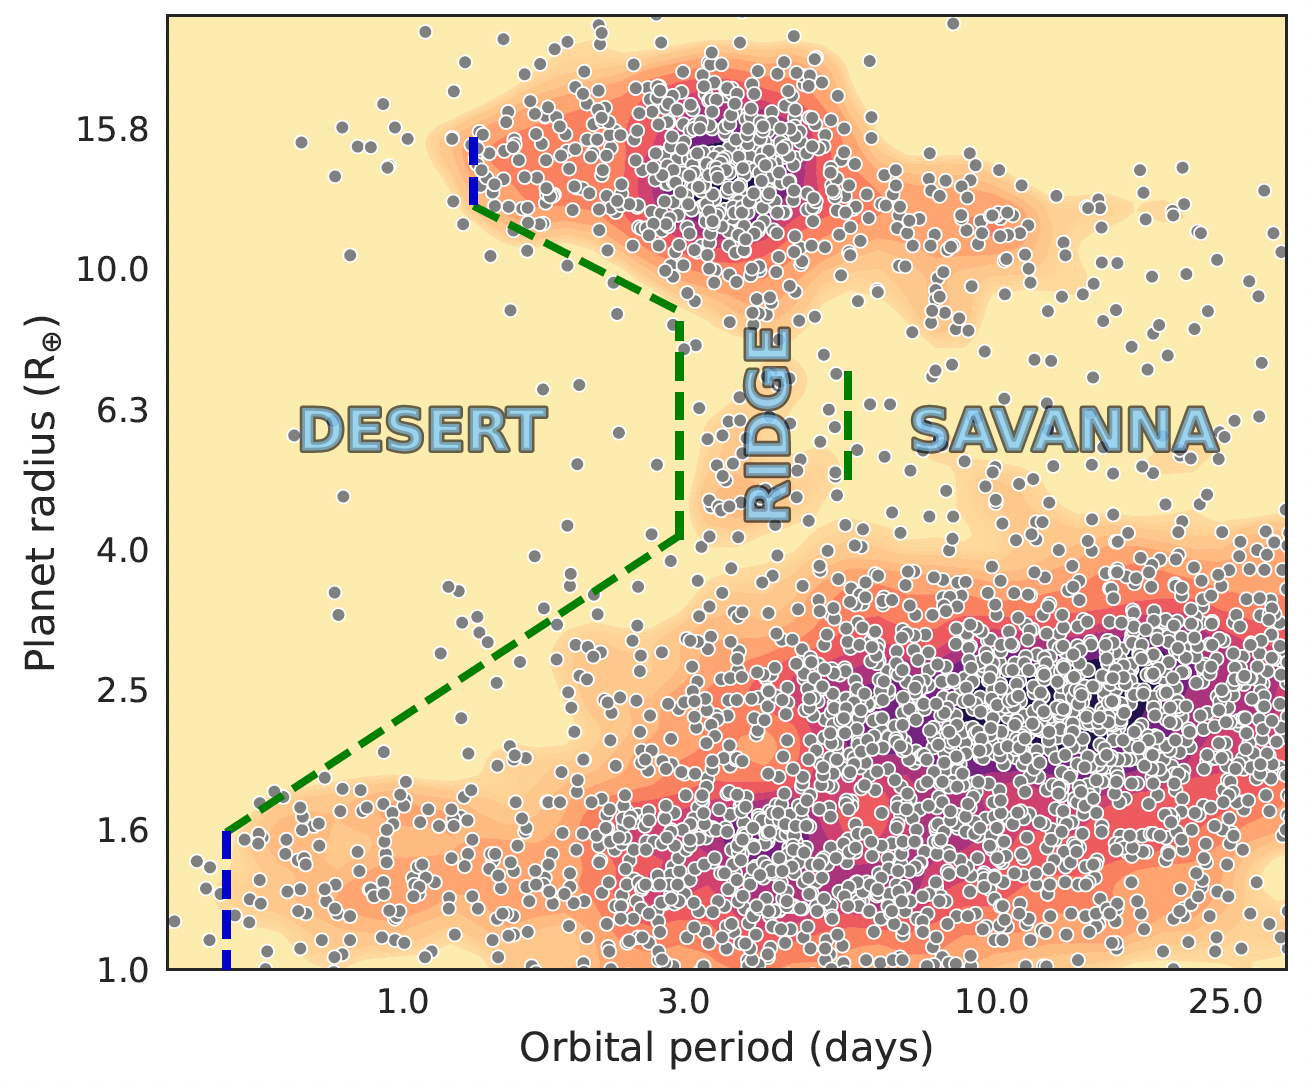 15.8
10.0
6.3
4.0
2.5
1.6
1.0
Planet radius (R⊕)
DESERT
RIDGE
SAVANNA
1.0
3.0
10.0
25.0
Orbital period (days)